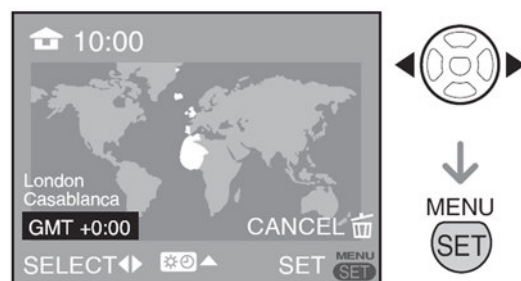 10:00
London
Casablanca
GMT +0:00
CANCEL
SELECT
SET MENU SET
MENU
SET